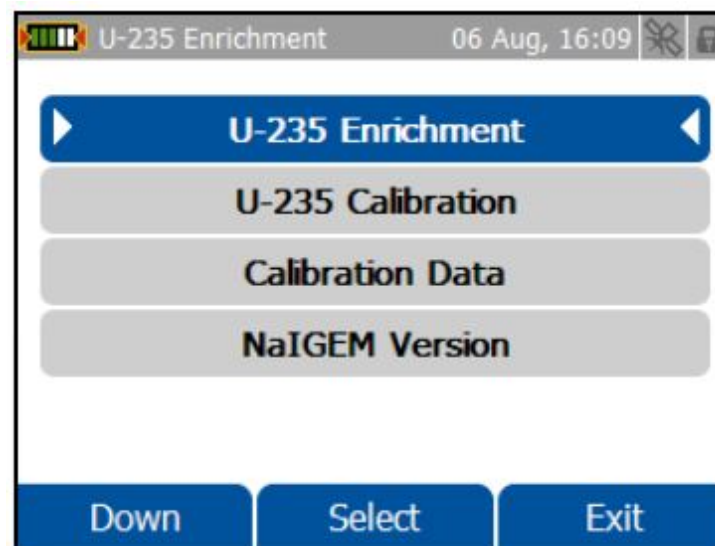 U-235 Enrichment 06 Aug, 16:09
U-235 Enrichment
U-235 Calibration
Calibration Data
NaIGEM Version
Down Select Exit